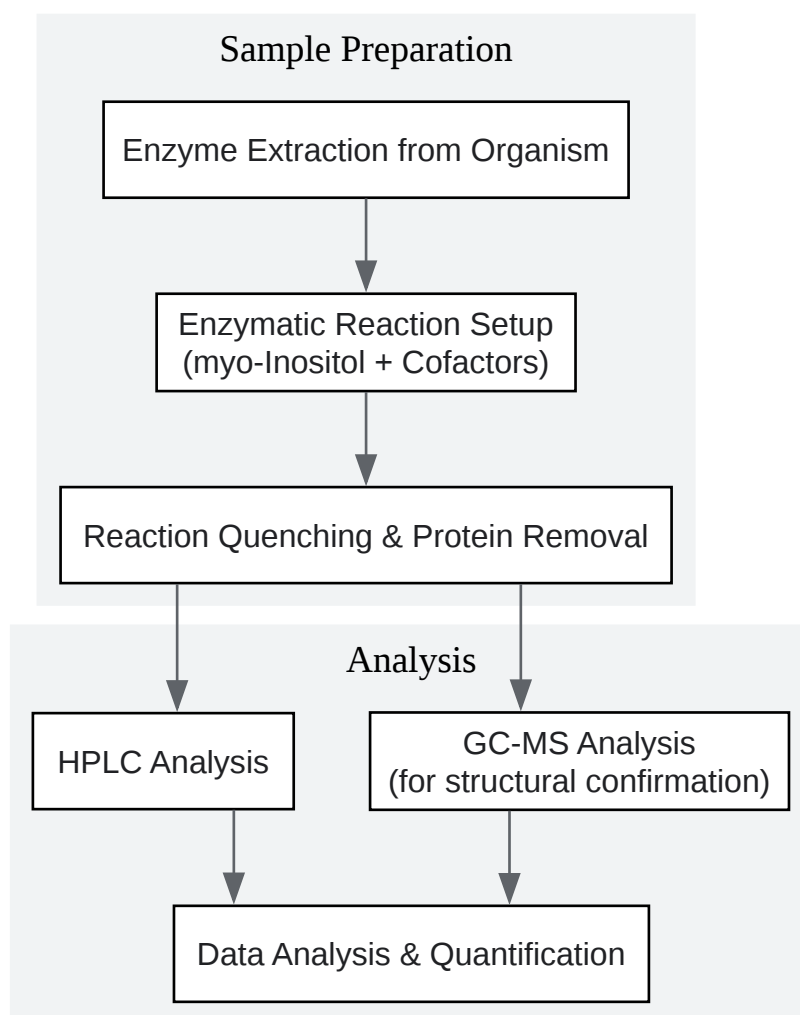 Sample Preparation
Enzyme Extraction from Organism
Enzymatic Reaction Setup
(myo-Inositol + Cofactors)
Reaction Quenching & Protein Removal
Analysis
HPLC Analysis
GC-MS Analysis
(for structural confirmation)
Data Analysis & Quantification